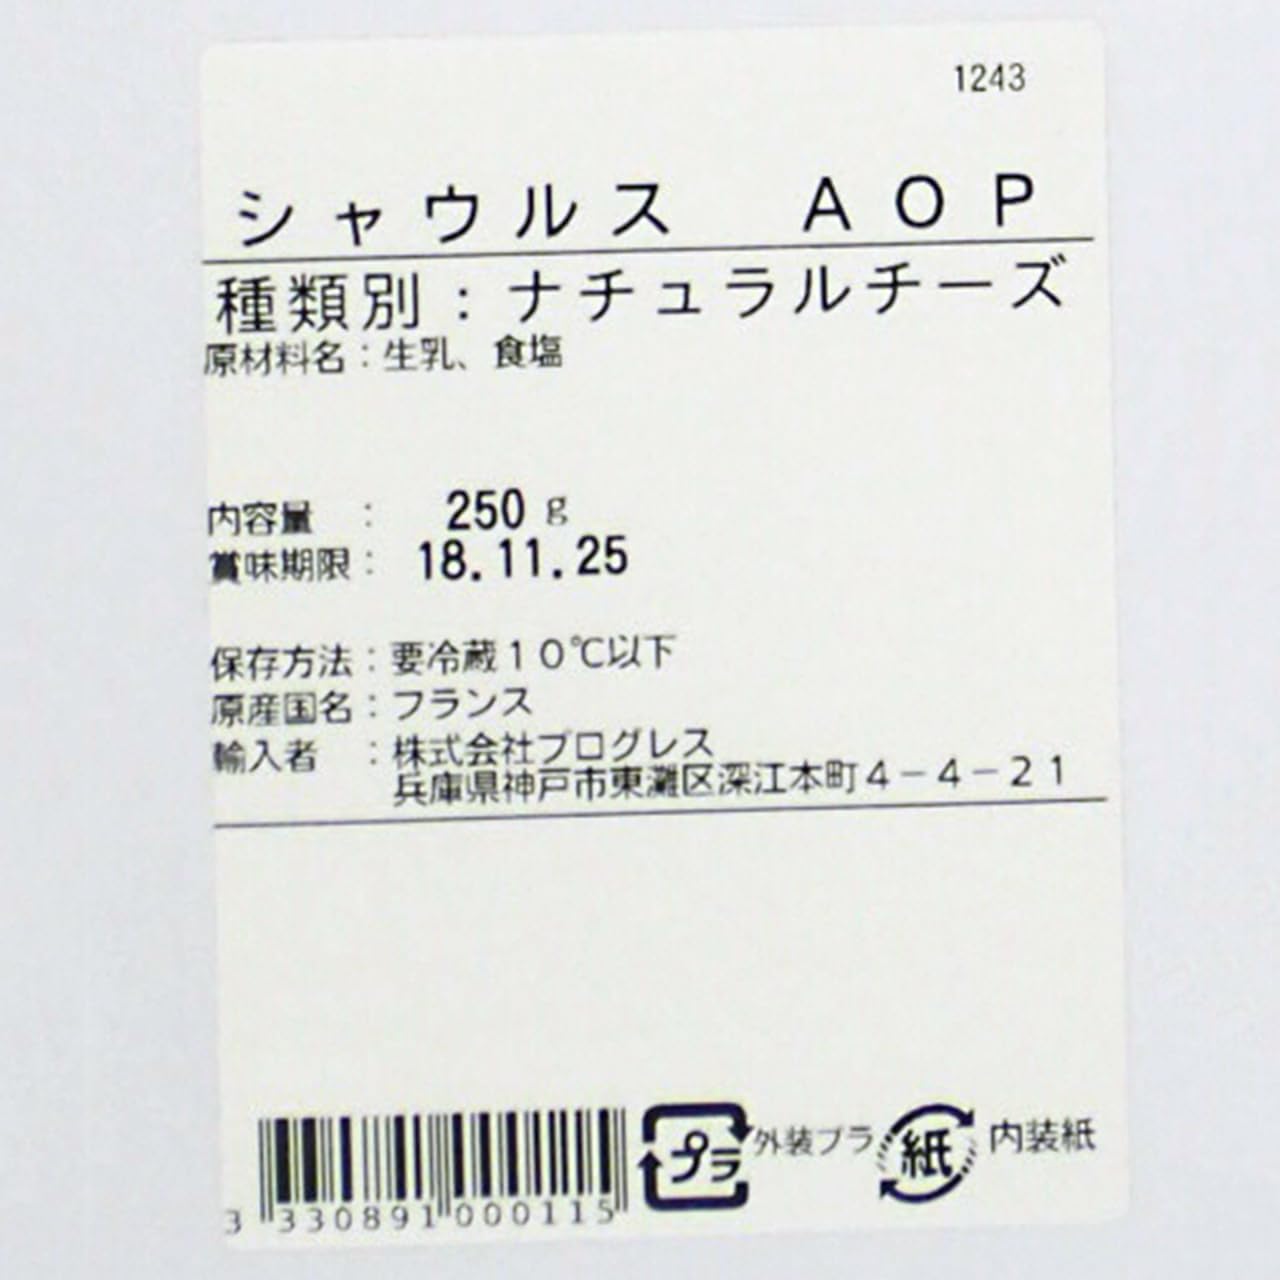 1243
シャウルス　ＡＯＰ
種類別：ナチュラルチーズ
原材料名：生乳、食塩
内容量　：　250 g
賞味期限：　18.11.25
保存方法：要冷蔵１０℃以下
原産国名：フランス
輸入者　：株式会社プログレス
兵庫県神戸市東灘区深江本町４－４－２１
プラ 外装プラ 紙 内装紙
3 330891 000115